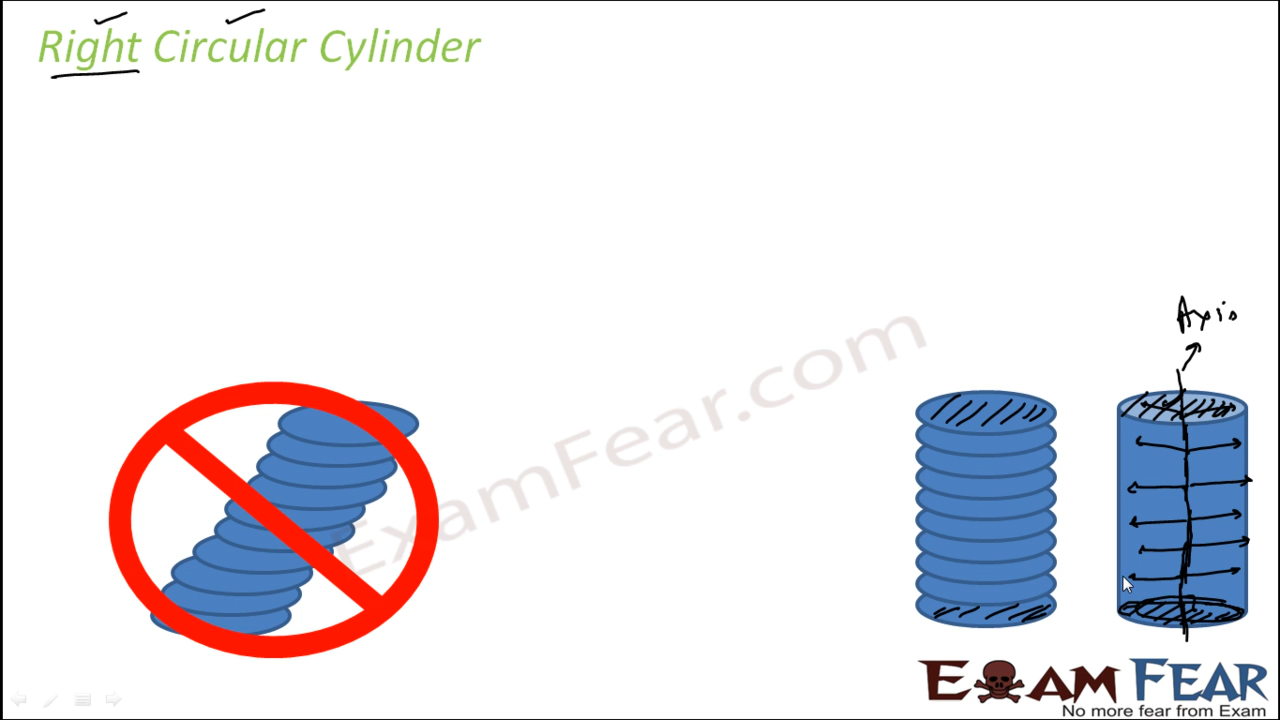 Right Circular Cylinder
Axis
ExamFear.com
EXAM FEAR
No more fear from Exam